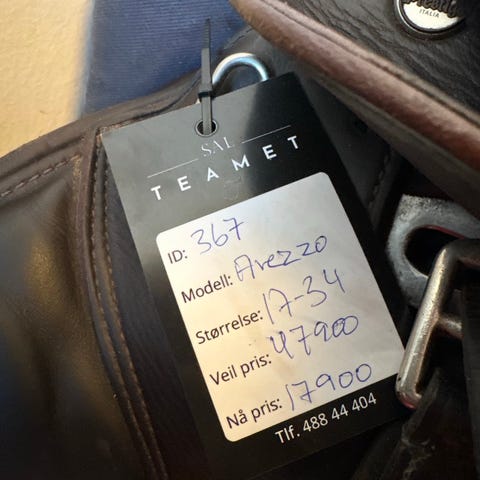 ITALIA
SAL
TEAMET
ID: 367
Modell: Arezzo
Størrelse: 17-34
Veil pris: 47900
Nå pris: 17900
Tlf. 488 44 404